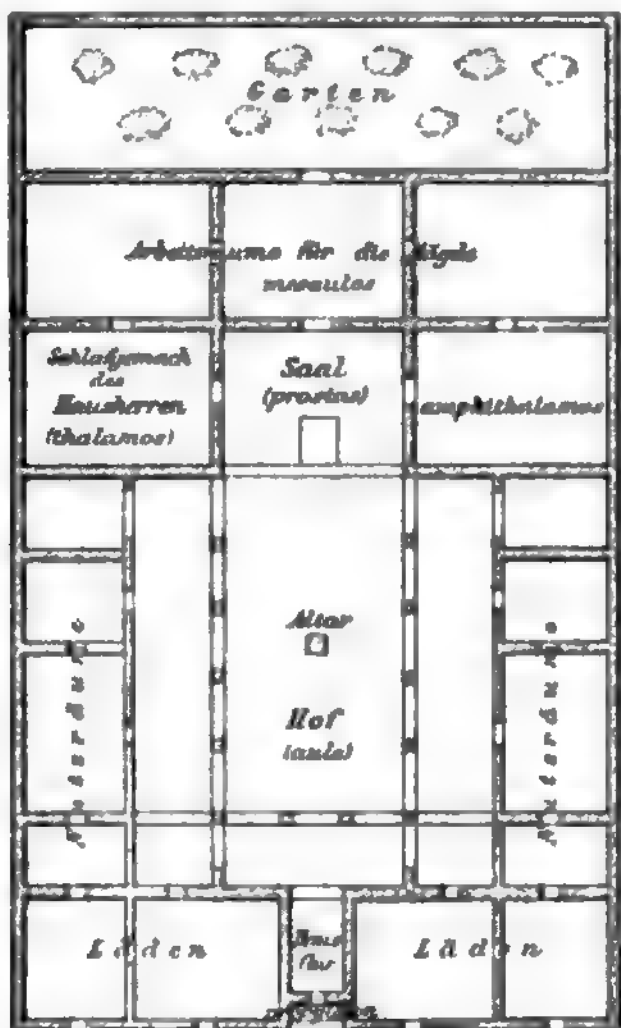 Garten
Arbeitsräume für die Mägde
mesaulos
Schlafgemach
des
Hausherren
(thalamos)
Saal
(prostas)
amphithalamos
Altar
Hof
(aule)
Läden
Haus
flur
Läden